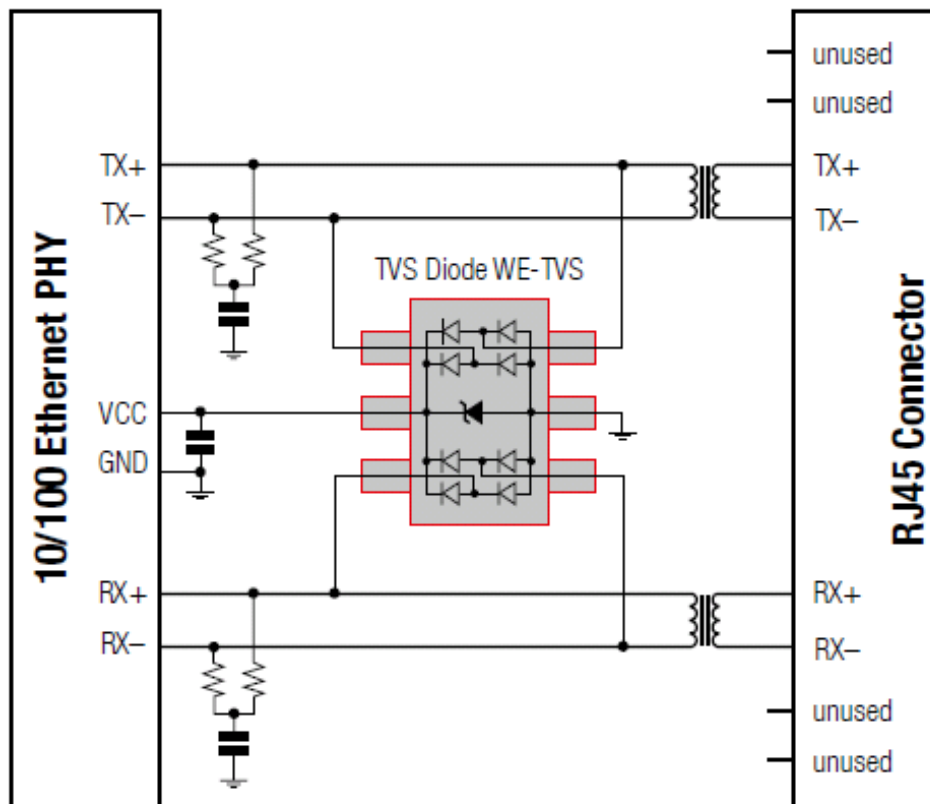 unused
unused
TX+
TX+
TX–
TX–
TVS Diode WE-TVS
10/100 Ethernet PHY
RJ45 Connector
VCC
GND
RX+
RX+
RX–
RX–
unused
unused